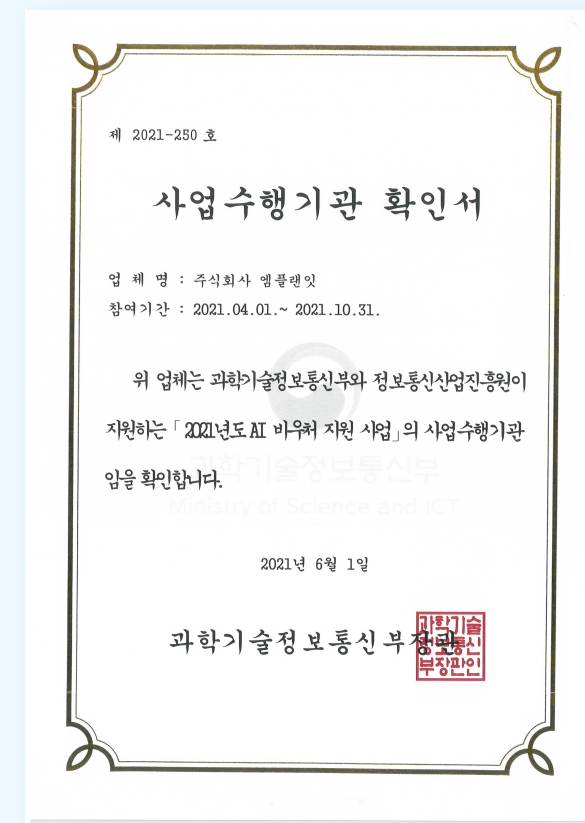 제 2021-250 호
사업수행기관 확인서
업 체 명 : 주식회사 엠플랜잇
참여기간 : 2021.04.01.~ 2021.10.31.
위 업체는 과학기술정보통신부와 정보통신산업진흥원이
지원하는 「2021년도 AI 바우처 지원 사업」의 사업수행기관
임을 확인합니다.
과학기술정보통신부
Ministry of Science and ICT
2021년 6월 1일
과학기술정보통신부장관
과학기술
정보통신
부장관인